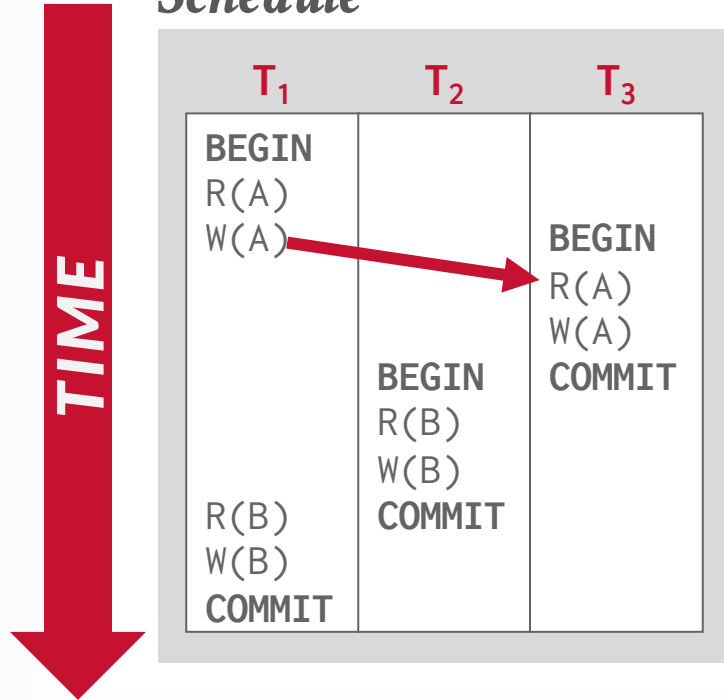 Schedule
TIME
T₁ T₂ T₃
BEGIN
R(A)
W(A) BEGIN
R(A)
W(A)
BEGIN COMMIT
R(B)
W(B)
R(B) COMMIT
W(B)
COMMIT